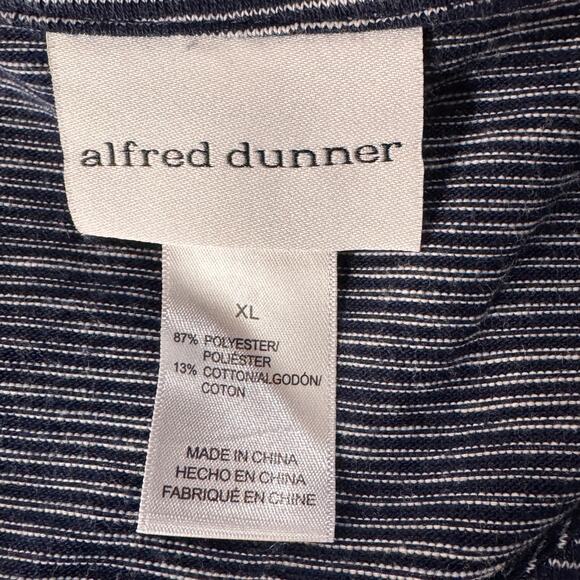 alfred dunner
XL
87% POLYESTER/
POLIÉSTER
13% COTTON/ALGODÓN/
COTON
MADE IN CHINA
HECHO EN CHINA
FABRIQUÉ EN CHINE